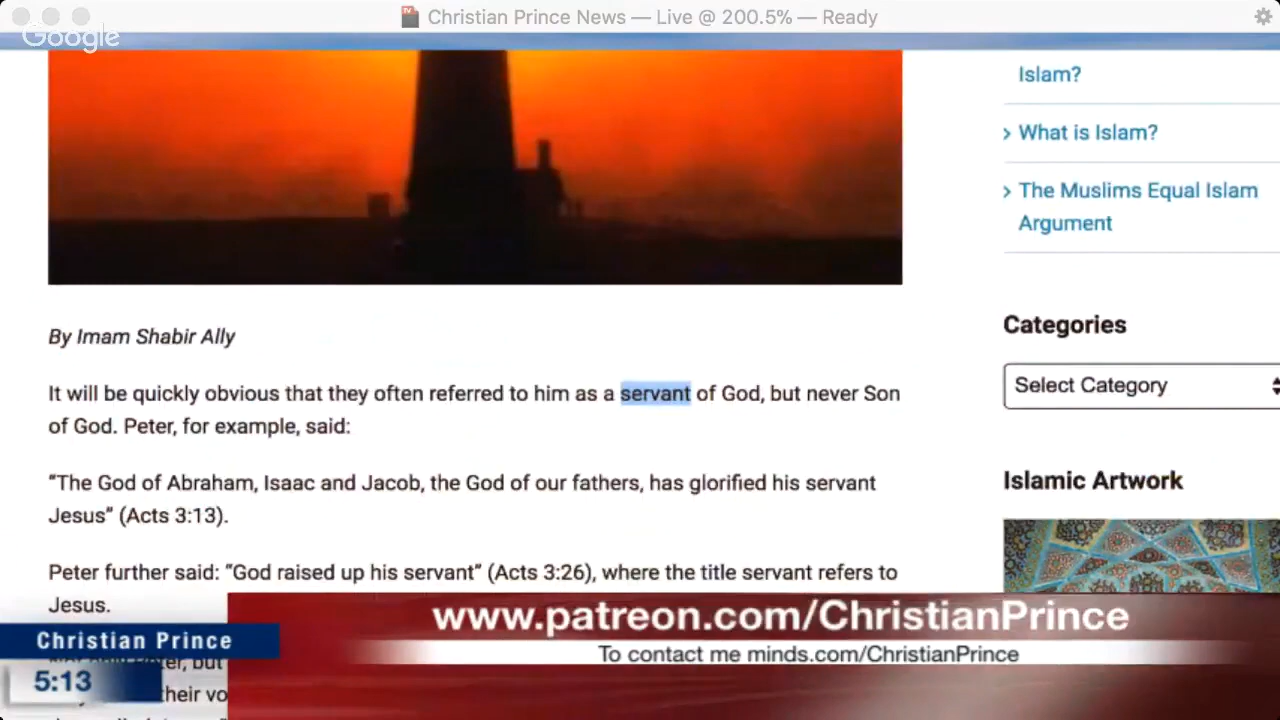 Christian Prince News — Live @ 200.5% — Ready
Google
Islam?
What is Islam?
The Muslims Equal Islam
Argument
By Imam Shabir Ally
It will be quickly obvious that they often referred to him as a servant of God, but never Son
of God. Peter, for example, said:
"The God of Abraham, Isaac and Jacob, the God of our fathers, has glorified his servant
Jesus" (Acts 3:13).
Peter further said: "God raised up his servant" (Acts 3:26), where the title servant refers to
Jesus.
Categories
Select Category
Islamic Artwork
www.patreon.com/ChristianPrince
To contact me minds.com/ChristianPrince
Christian Prince
but
5:13
their vo